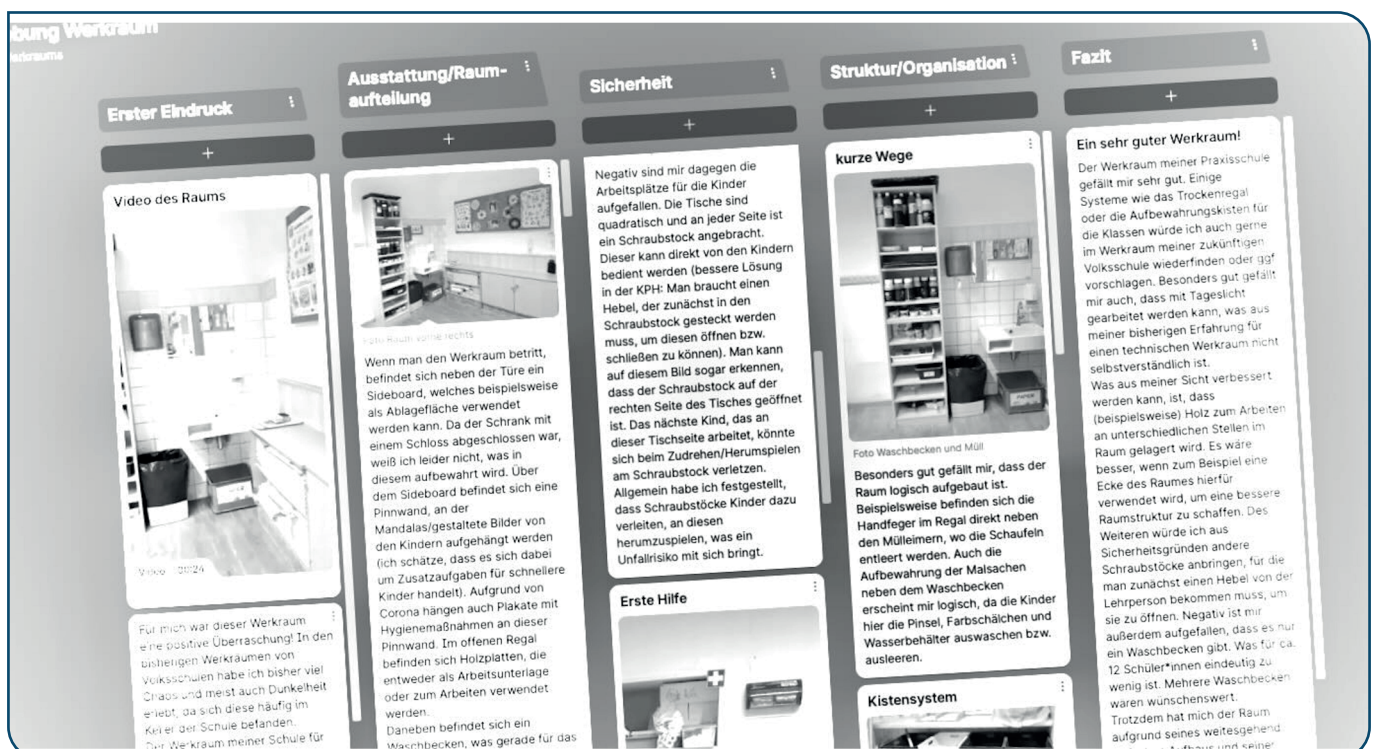 bung Werkraum
erkraums
Erster Eindruck
Video des Raums
Video 00:24
Für mich war dieser Werkraum
eine positive Überraschung! In den
bisherigen Werkräumen von
Volksschulen habe ich bisher viel
Chaos und meist auch Dunkelheit
erlebt, da sich diese häufig im
Keller der Schule befanden.
Der Werkraum meiner Schule für
Ausstattung/Raum-
aufteilung
Foto Raum vorne rechts
Wenn man den Werkraum betritt,
befindet sich neben der Türe ein
Sideboard, welches beispielsweise
als Ablagefläche verwendet
werden kann. Da der Schrank mit
einem Schloss abgeschlossen war,
weiß ich leider nicht, was in
diesem aufbewahrt wird. Über
dem Sideboard befindet sich eine
Pinnwand, an der
Mandalas/gestaltete Bilder von
den Kindern aufgehängt werden
(ich schätze, dass es sich dabei
um Zusatzaufgaben für schnellere
Kinder handelt). Aufgrund von
Corona hängen auch Plakate mit
Hygienemaßnahmen an dieser
Pinnwand. Im offenen Regal
befinden sich Holzplatten, die
entweder als Arbeitsunterlage
oder zum Arbeiten verwendet
werden.
Daneben befindet sich ein
Waschbecken, was gerade für das
Sicherheit
Negativ sind mir dagegen die
Arbeitsplätze für die Kinder
aufgefallen. Die Tische sind
quadratisch und an jeder Seite ist
ein Schraubstock angebracht.
Dieser kann direkt von den Kindern
bedient werden (bessere Lösung
in der KPH: Man braucht einen
Hebel, der zunächst in den
Schraubstock gesteckt werden
muss, um diesen öffnen bzw.
schließen zu können). Man kann
auf diesem Bild sogar erkennen,
dass der Schraubstock auf der
rechten Seite des Tisches geöffnet
ist. Das nächste Kind, das an
dieser Tischseite arbeitet, könnte
sich beim Zudrehen/Herumspielen
am Schraubstock verletzen.
Allgemein habe ich festgestellt,
dass Schraubstöcke Kinder dazu
verleiten, an diesen
herumzuspielen, was ein
Unfallrisiko mit sich bringt.
Erste Hilfe
Struktur/Organisation
kurze Wege
Foto Waschbecken und Müll
Besonders gut gefällt mir, dass der
Raum logisch aufgebaut ist.
Beispielsweise befinden sich die
Handfeger im Regal direkt neben
den Mülleimern, wo die Schaufeln
entleert werden. Auch die
Aufbewahrung der Malsachen
neben dem Waschbecken
erscheint mir logisch, da die Kinder
hier die Pinsel, Farbschälchen und
Wasserbehälter auswaschen bzw.
ausleeren.
Kistensystem
Fazit
Ein sehr guter Werkraum!
Der Werkraum meiner Praxisschule
gefällt mir sehr gut. Einige
Systeme wie das Trockenregal
oder die Aufbewahrungskisten für
die Klassen würde ich auch gerne
im Werkraum meiner zukünftigen
Volksschule wiederfinden oder ggf
vorschlagen. Besonders gut gefällt
mir auch, dass mit Tageslicht
gearbeitet werden kann, was aus
meiner bisherigen Erfahrung für
einen technischen Werkraum nicht
selbstverständlich ist.
Was aus meiner Sicht verbessert
werden kann, ist, dass
(beispielsweise) Holz zum Arbeiten
an unterschiedlichen Stellen im
Raum gelagert wird. Es wäre
besser, wenn zum Beispiel eine
Ecke des Raumes hierfür
verwendet wird, um eine bessere
Raumstruktur zu schaffen. Des
Weiteren würde ich aus
Sicherheitsgründen andere
Schraubstöcke anbringen, für die
man zunächst einen Hebel von der
Lehrperson bekommen muss, um
sie zu öffnen. Negativ ist mir
außerdem aufgefallen, dass es nur
ein Waschbecken gibt. Was für ca.
12 Schüler*innen eindeutig zu
wenig ist. Mehrere Waschbecken
wären wünschenswert.
Trotzdem hat mich der Raum
aufgrund seines weitesgehend